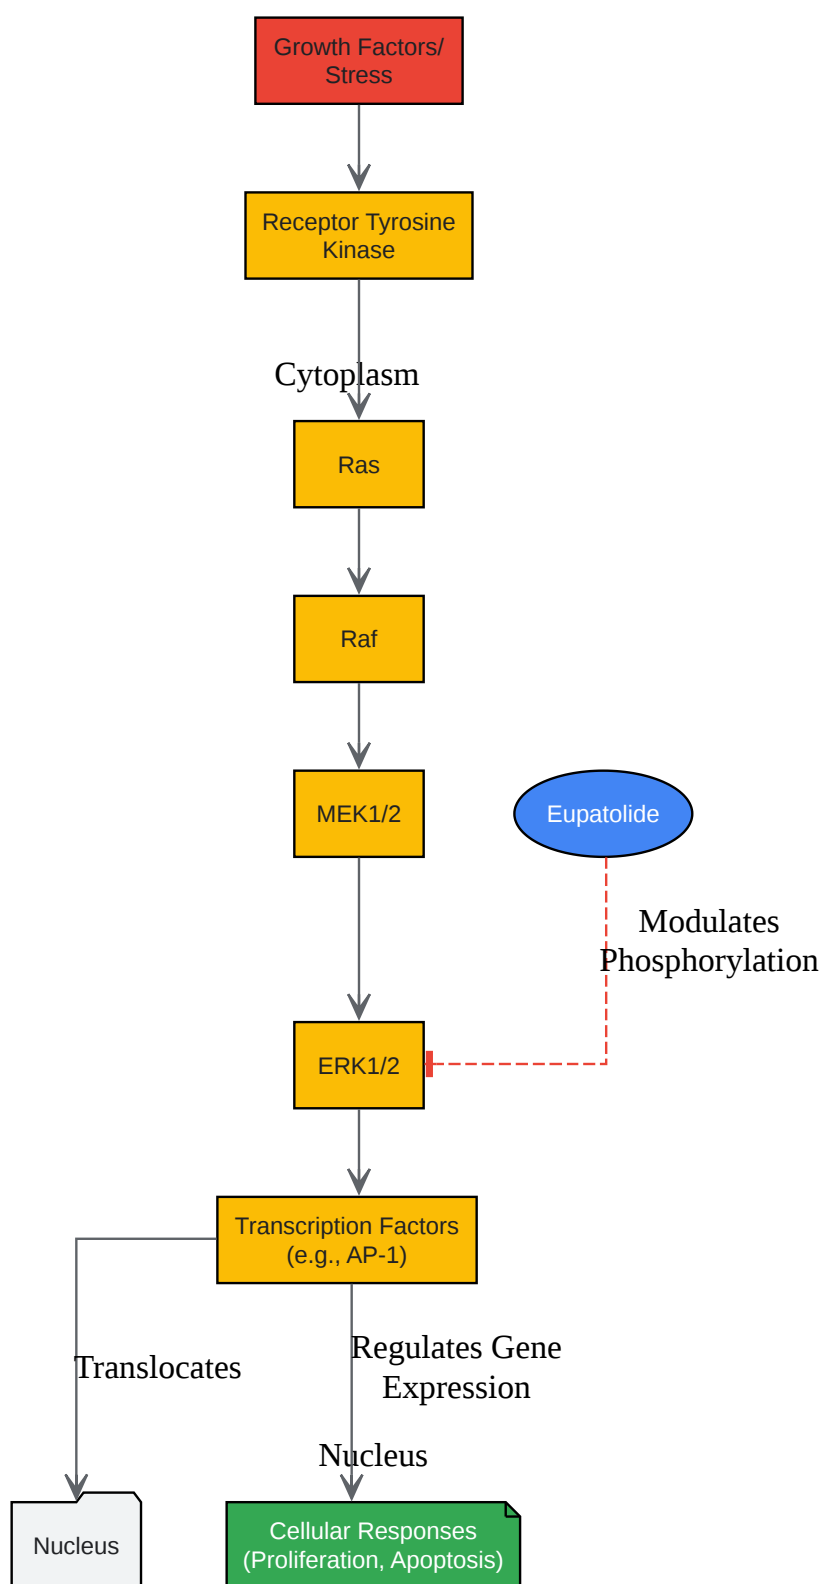 Growth Factors/
Stress
Receptor Tyrosine
Kinase
Cytoplasm
Ras
Raf
MEK1/2
Eupatolide
Modulates
Phosphorylation
ERK1/2
Transcription Factors
(e.g., AP-1)
Translocates
Regulates Gene
Expression
Nucleus
Nucleus
Cellular Responses
(Proliferation, Apoptosis)